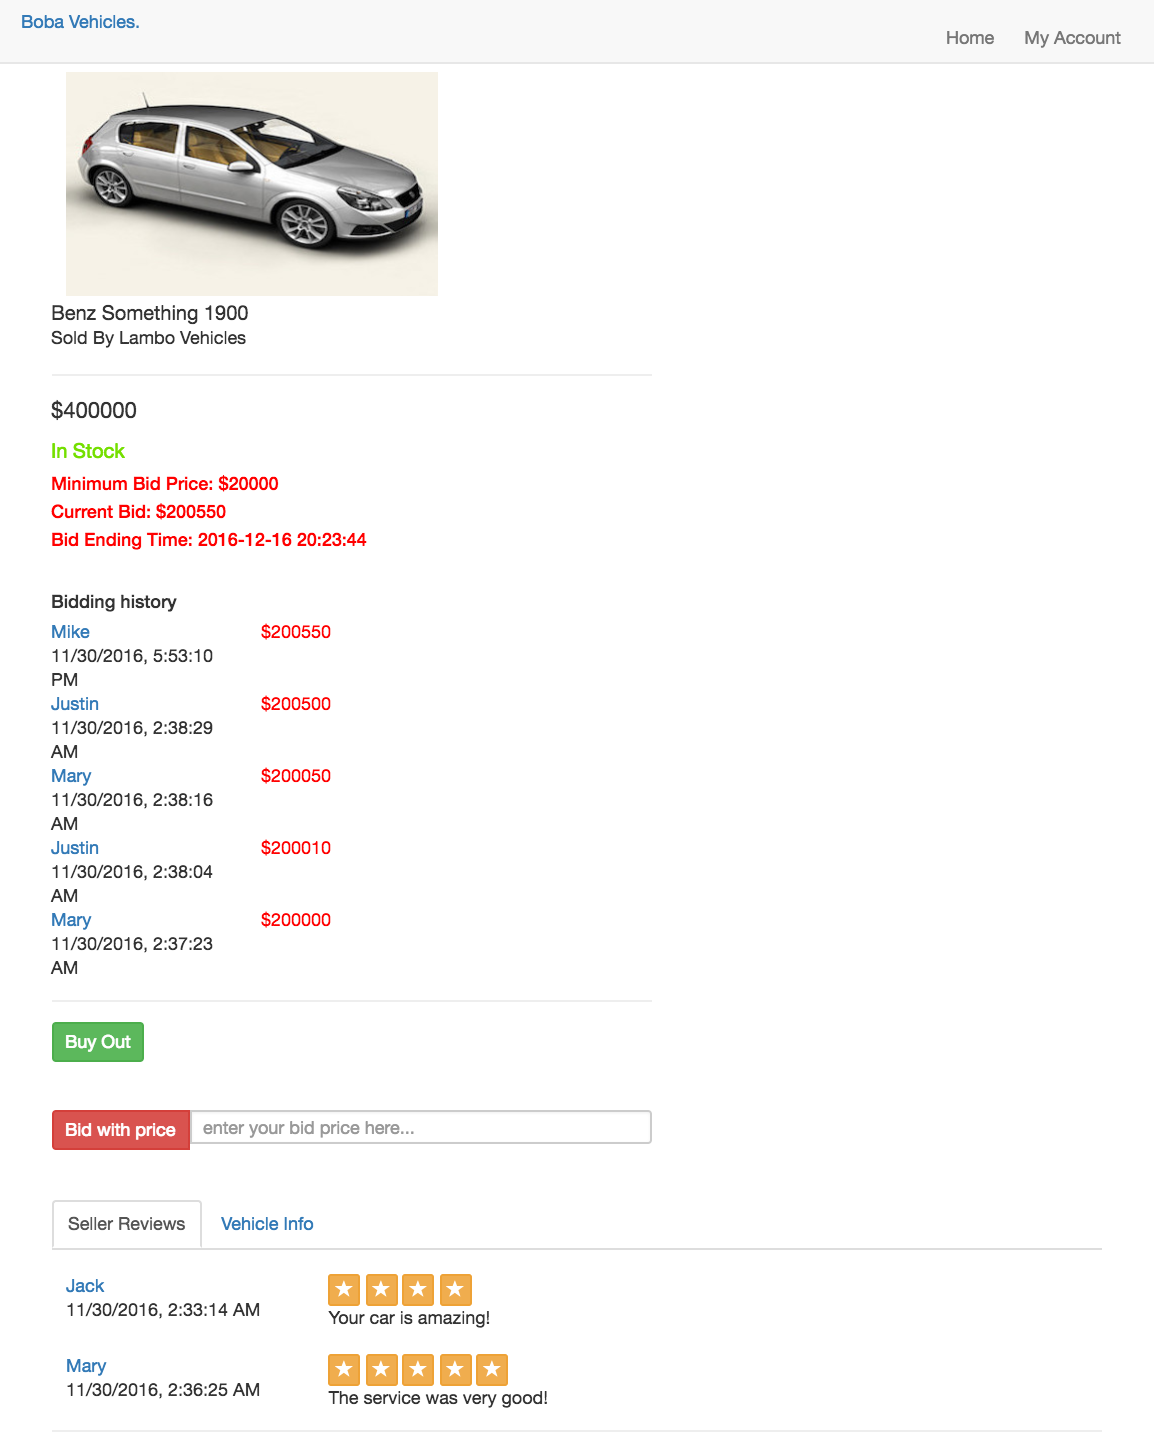 Boba Vehicles.
Home
My Account
Benz Something 1900
Sold By Lambo Vehicles
$400000
In Stock
Minimum Bid Price: $20000
Current Bid: $200550
Bid Ending Time: 2016-12-16 20:23:44
Bidding history
Mike $200550
11/30/2016, 5:53:10
PM
Justin $200500
11/30/2016, 2:38:29
AM
Mary $200050
11/30/2016, 2:38:16
AM
Justin $200010
11/30/2016, 2:38:04
AM
Mary $200000
11/30/2016, 2:37:23
AM
Buy Out
Bid with price enter your bid price here...
Seller Reviews Vehicle Info
Jack
11/30/2016, 2:33:14 AM
Your car is amazing!
Mary
11/30/2016, 2:36:25 AM
The service was very good!